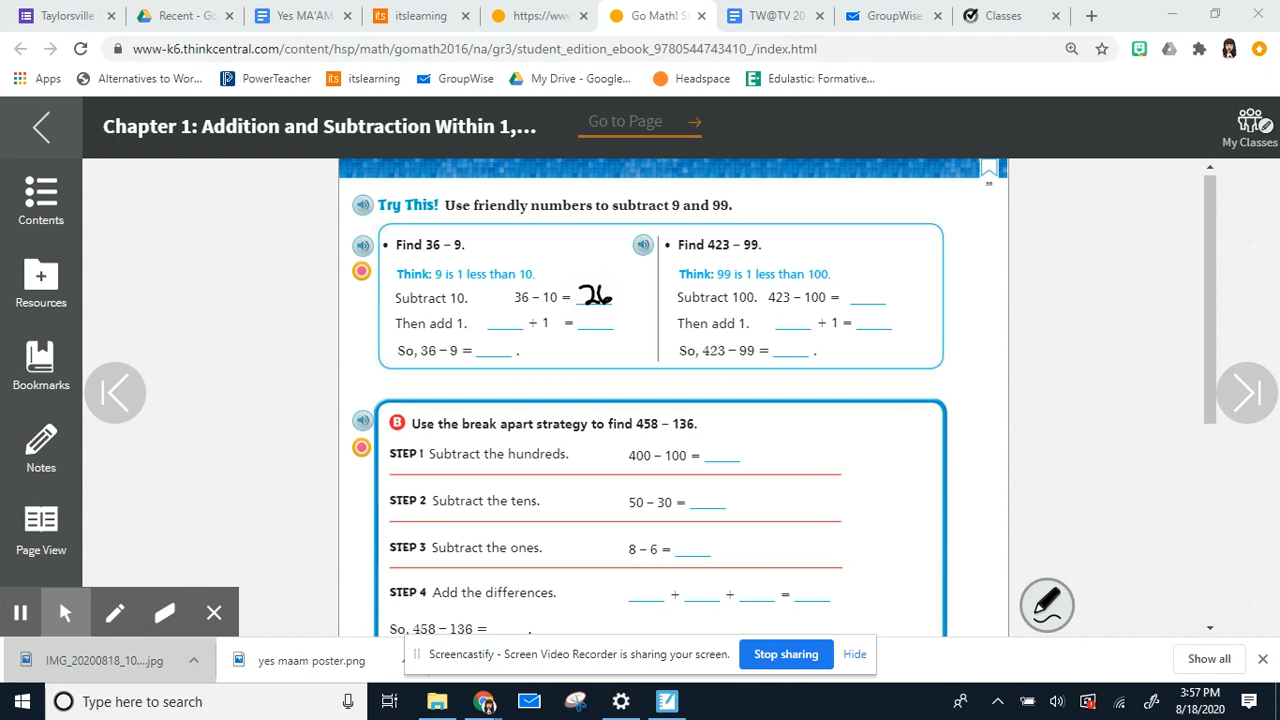 Taylorsville
Recent - Go
Yes MA'AM
itslearning
https://www
Go Math! S
TW@TV 20
GroupWise
Classes
www-k6.thinkcentral.com/content/hsp/math/gomath2016/na/gr3/student_edition_ebook_9780544743410_/index.html
Apps Alternatives to Wor... PowerTeacher itslearning GroupWise My Drive - Google... Headspace Edulastic: Formative...
Chapter 1: Addition and Subtraction Within 1,...
Go to Page →
My Classes
Contents
Resources
Bookmarks
Notes
Page View
Try This! Use friendly numbers to subtract 9 and 99.
• Find 36 – 9.
Think: 9 is 1 less than 10.
Subtract 10. 36 – 10 = 26
Then add 1. ____ + 1 = ____
So, 36 – 9 = ____ .
• Find 423 – 99.
Think: 99 is 1 less than 100.
Subtract 100. 423 – 100 = ____
Then add 1. ____ + 1 = ____
So, 423 – 99 = ____ .
B Use the break apart strategy to find 458 – 136.
STEP 1 Subtract the hundreds. 400 – 100 = ____
STEP 2 Subtract the tens. 50 – 30 = ____
STEP 3 Subtract the ones. 8 – 6 = ____
STEP 4 Add the differences. ____ + ____ + ____ = ____
So, 458 – 136 = ____ .
Screencastify - Screen Video Recorder is sharing your screen. Stop sharing Hide
IMG_20200818_10....jpg
yes maam poster.png
Show all
Type here to search
3:57 PM
8/18/2020